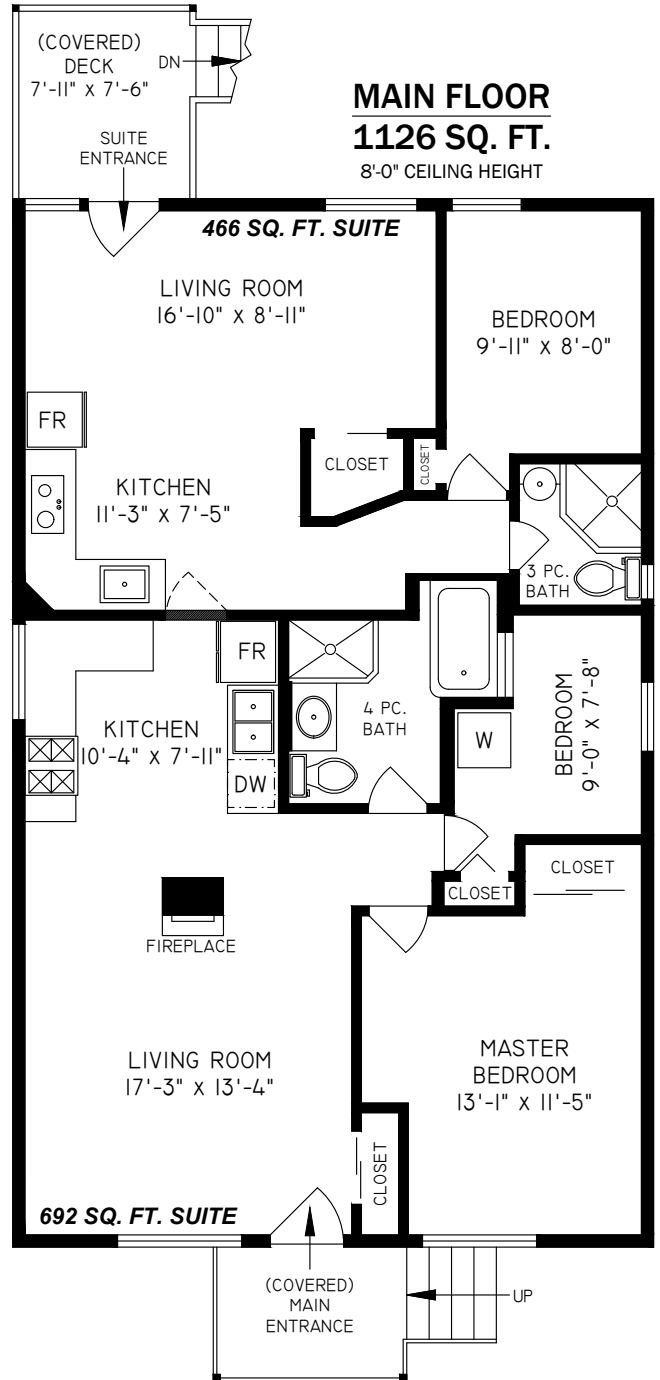 (COVERED)
DECK
7'-11" X 7'-6"
DN
SUITE
ENTRANCE
MAIN FLOOR
1126 SQ. FT.
8'-0" CEILING HEIGHT
466 SQ. FT. SUITE
LIVING ROOM
16'-10" X 8'-11"
BEDROOM
9'-11" X 8'-0"
FR
CLOSET
CLOSET
KITCHEN
11'-3" X 7'-5"
3 PC.
BATH
FR
4 PC.
BATH
BEDROOM
9'-0" X 7'-8"
KITCHEN
10'-4" X 7'-11"
W
DW
CLOSET
CLOSET
FIREPLACE
LIVING ROOM
17'-3" X 13'-4"
MASTER
BEDROOM
13'-1" X 11'-5"
CLOSET
692 SQ. FT. SUITE
(COVERED)
MAIN
ENTRANCE
UP